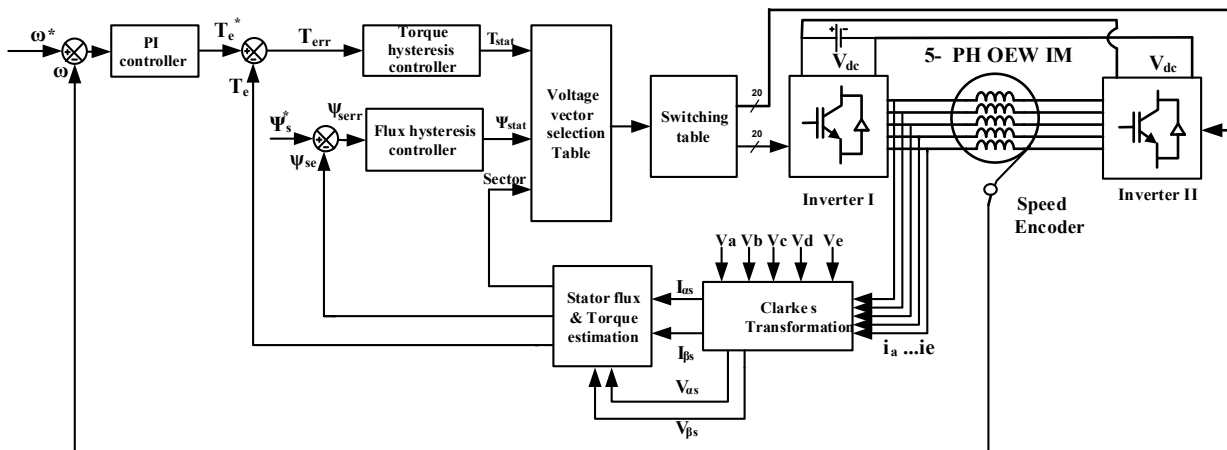 ω*
ω
PI
controller
Te*
Te
Terr
Torque
hysteresis
controller
Tstat
Ψs*
ψserr
ψse
Flux hysteresis
controller
Ψstat
Sector
Voltage
vector
selection
Table
Switching
table
20
20
Vdc
Inverter I
5- PH OEW IM
Vdc
Inverter II
Speed
Encoder
Va Vb Vc Vd Ve
Clarke s
Transformation
ia ...ie
Iαs
Iβs
Stator flux
& Torque
estimation
Vαs
Vβs